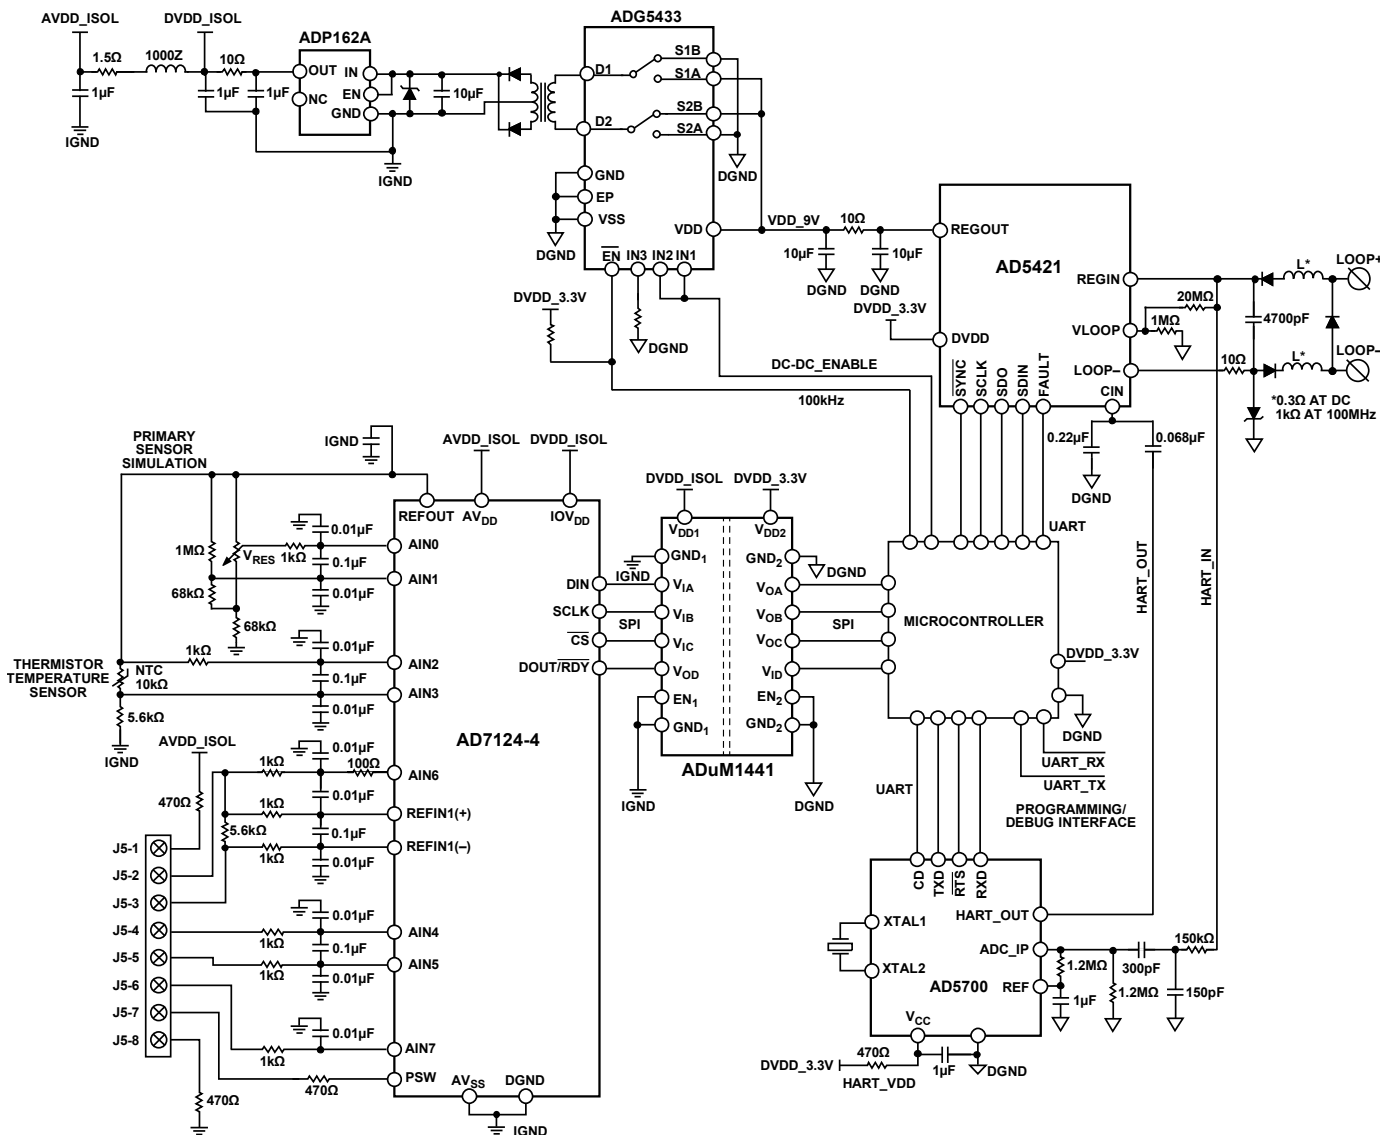 AVDD_ISOL
DVDD_ISOL
1.5Ω
1000Z
10Ω
1µF
1µF
1µF
IGND
ADP162A
OUT
IN
NC
EN
GND
10µF
IGND
ADG5433
D1
S1B
S1A
D2
S2B
S2A
DGND
GND
EP
VSS
DGND
VDD
EN
IN3
IN2
IN1
VDD_9V
10Ω
10µF
10µF
DGND
DGND
DVDD_3.3V
DGND
DC-DC_ENABLE
100kHz
DVDD_3.3V
REGOUT
AD5421
REGIN
DVDD
VLOOP
LOOP–
SYNC
SCLK
SDO
SDIN
FAULT
CIN
20MΩ
1MΩ
4700pF
10Ω
L*
L*
LOOP+
LOOP–
*0.3Ω AT DC
1kΩ AT 100MHz
0.22µF
0.068µF
DGND
HART_OUT
HART_IN
PRIMARY
SENSOR
SIMULATION
IGND
AVDD_ISOL
DVDD_ISOL
REFOUT
AVDD
IOVDD
0.01µF
1MΩ
VRES
1kΩ
AIN0
0.1µF
AIN1
68kΩ
0.01µF
68kΩ
THERMISTOR
TEMPERATURE
SENSOR
1kΩ
0.01µF
AIN2
NTC
10kΩ
0.1µF
AIN3
0.01µF
5.6kΩ
IGND
AD7124-4
AVDD_ISOL
0.01µF
1kΩ
100Ω
AIN6
470Ω
0.01µF
1kΩ
REFIN1(+)
5.6kΩ
0.1µF
1kΩ
REFIN1(–)
0.01µF
J5-1
J5-2
J5-3
J5-4
J5-5
J5-6
J5-7
J5-8
0.01µF
1kΩ
AIN4
0.1µF
1kΩ
AIN5
0.01µF
0.01µF
1kΩ
AIN7
470Ω
PSW
470Ω
AVSS
DGND
IGND
DIN
SCLK
CS
DOUT/RDY
SPI
DVDD_ISOL
DVDD_3.3V
VDD1
VDD2
GND1
GND2
IGND
DGND
VIA
VOA
VIB
VOB
VIC
VOC
VOD
VID
EN1
EN2
GND1
GND2
ADuM1441
IGND
DGND
SPI
UART
MICROCONTROLLER
DVDD_3.3V
DGND
UART_RX
UART_TX
UART
PROGRAMMING/
DEBUG INTERFACE
CD
TXD
RTS
RXD
XTAL1
XTAL2
HART_OUT
ADC_IP
REF
AD5700
VCC
1.2MΩ
1µF
1.2MΩ
300pF
150kΩ
150pF
DVDD_3.3V
470Ω
HART_VDD
1µF
DGND